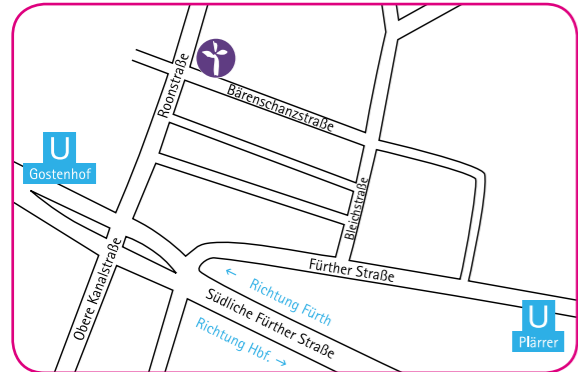 Roonstraße
Bärenschanzstraße
U
Gostenhof
Bleichstraße
Obere Kanalstraße
Fürther Straße
← Richtung Fürth
Südliche Fürther Straße
Richtung Hbf. →
U
Plärrer